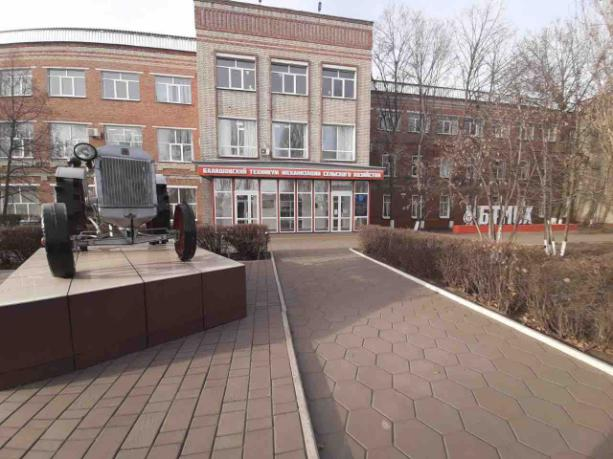 БАЛАШОВСКИЙ ТЕХНИКУМ МЕХАНИЗАЦИИ СЕЛЬСКОГО ХОЗЯЙСТВА
БТМСХ